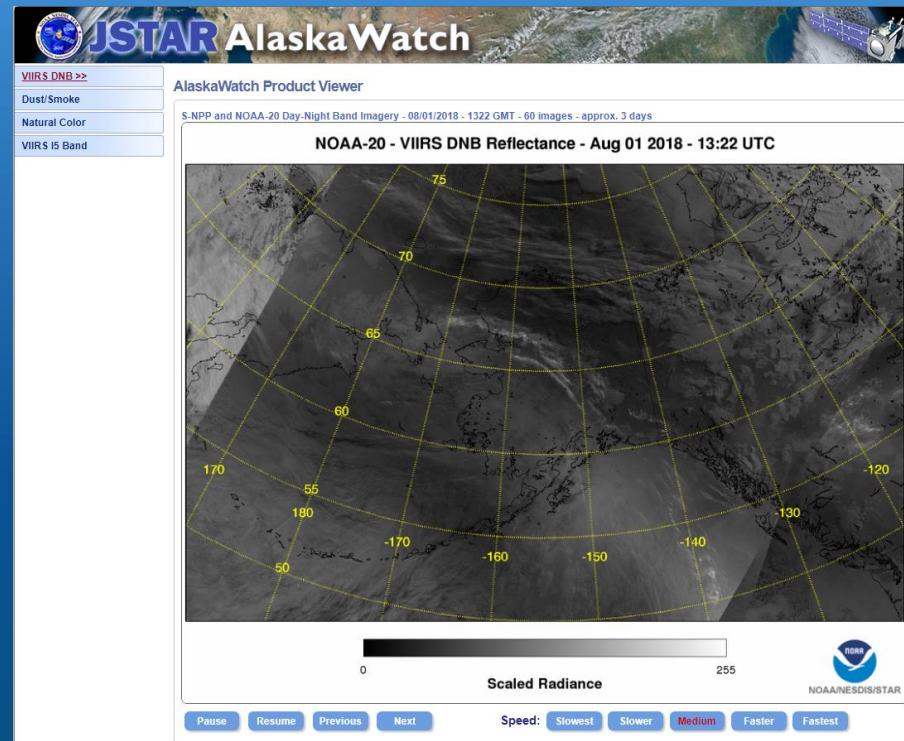 JSTAR AlaskaWatch
VIIRS DNB >>
Dust/Smoke
Natural Color
VIIRS I5 Band
AlaskaWatch Product Viewer
S-NPP and NOAA-20 Day-Night Band Imagery - 08/01/2018 - 1322 GMT - 60 images - approx. 3 days
NOAA-20 - VIIRS DNB Reflectance - Aug 01 2018 - 13:22 UTC
75
70
65
60
170
-120
55
180
-130
-170
-140
-160
-150
50
0
255
Scaled Radiance
NOAA
NOAA/NESDIS/STAR
Pause
Resume
Previous
Next
Speed:
Slowest
Slower
Medium
Faster
Fastest